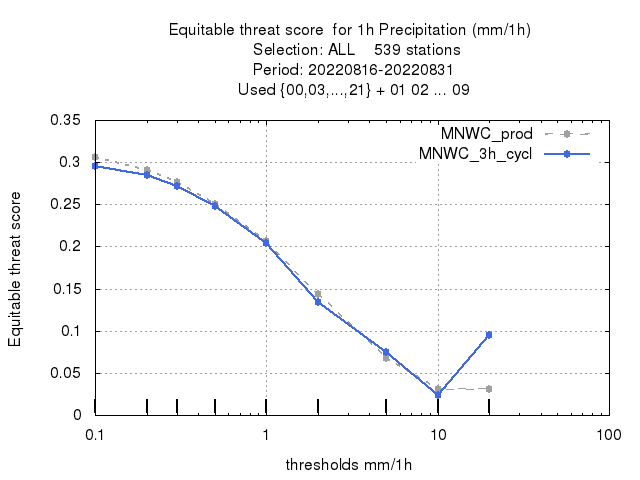 Equitable threat score  for 1h Precipitation (mm/1h)
Selection: ALL    539 stations
Period: 20220816-20220831
Used {00,03,...,21} + 01 02 ... 09
MNWC_prod
MNWC_3h_cycl
0.35
0.3
0.25
0.2
0.15
0.1
0.05
0
Equitable threat score
0.1 1 10 100
thresholds mm/1h